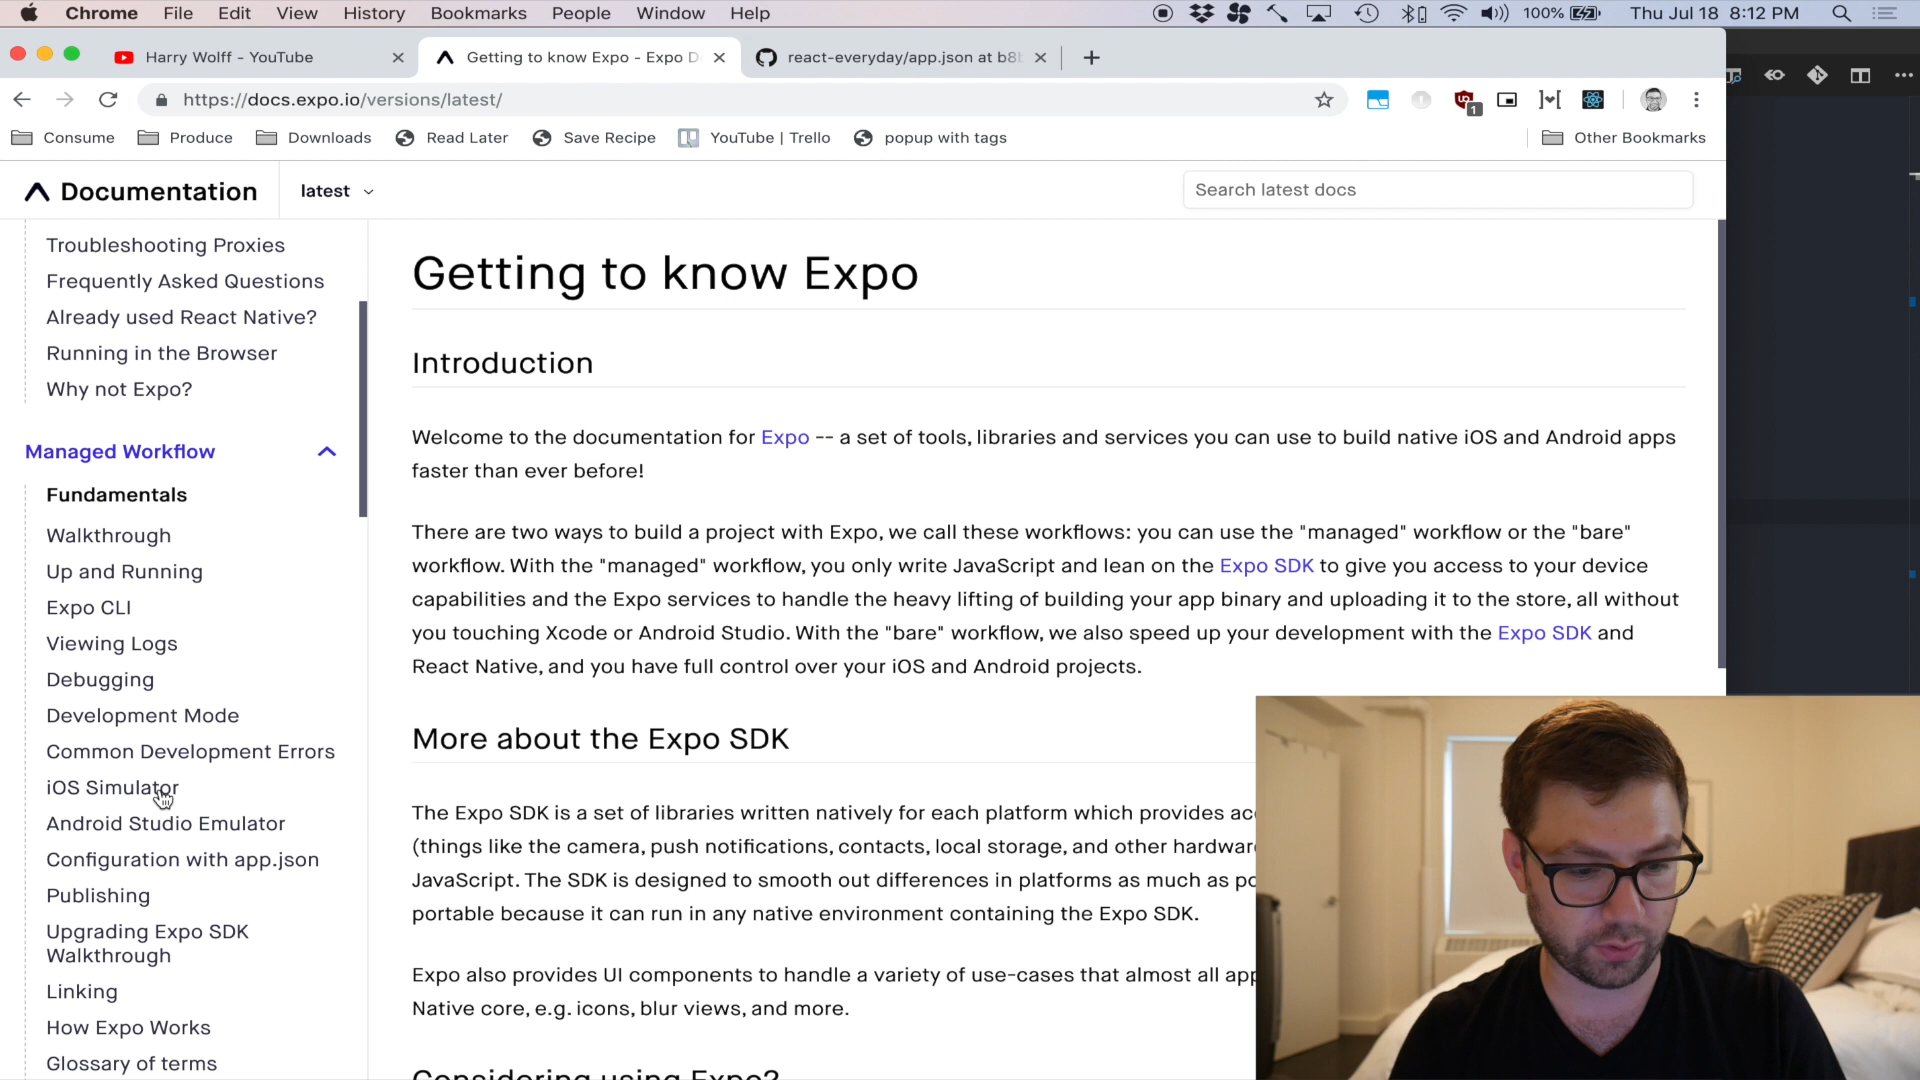 Chrome File Edit View History Bookmarks People Window Help 100% Thu Jul 18 8:12 PM
Harry Wolff - YouTube
Getting to know Expo - Expo D
react-everyday/app.json at b8b
https://docs.expo.io/versions/latest/
1
Consume Produce Downloads Read Later Save Recipe YouTube | Trello popup with tags Other Bookmarks
Documentation
latest
Search latest docs
Troubleshooting Proxies
Frequently Asked Questions
Already used React Native?
Running in the Browser
Why not Expo?
Managed Workflow
Fundamentals
Walkthrough
Up and Running
Expo CLI
Viewing Logs
Debugging
Development Mode
Common Development Errors
iOS Simulator
Android Studio Emulator
Configuration with app.json
Publishing
Upgrading Expo SDK
Walkthrough
Linking
How Expo Works
Glossary of terms
Getting to know Expo
Introduction
Welcome to the documentation for Expo -- a set of tools, libraries and services you can use to build native iOS and Android apps
faster than ever before!
There are two ways to build a project with Expo, we call these workflows: you can use the "managed" workflow or the "bare"
workflow. With the "managed" workflow, you only write JavaScript and lean on the Expo SDK to give you access to your device
capabilities and the Expo services to handle the heavy lifting of building your app binary and uploading it to the store, all without
you touching Xcode or Android Studio. With the "bare" workflow, we also speed up your development with the Expo SDK and
React Native, and you have full control over your iOS and Android projects.
More about the Expo SDK
The Expo SDK is a set of libraries written natively for each platform which provides acc
(things like the camera, push notifications, contacts, local storage, and other hardwar
JavaScript. The SDK is designed to smooth out differences in platforms as much as po
portable because it can run in any native environment containing the Expo SDK.
Expo also provides UI components to handle a variety of use-cases that almost all app
Native core, e.g. icons, blur views, and more.
Considering using Expo?